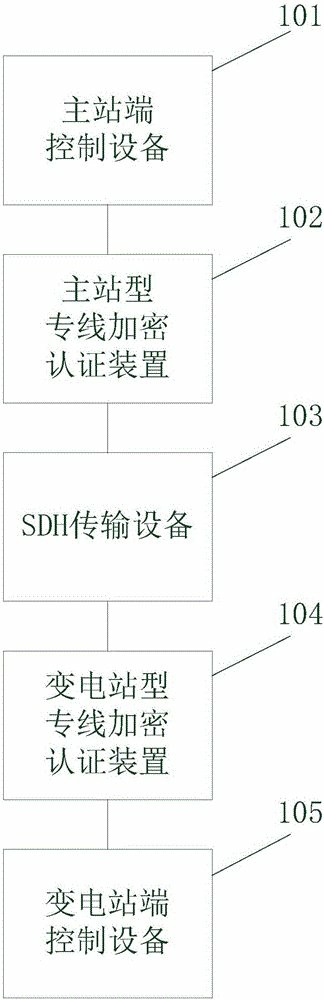 101
主站端
控制设备
102
主站型
专线加密
认证装置
103
SDH传输设备
104
变电站型
专线加密
认证装置
105
变电站端
控制设备